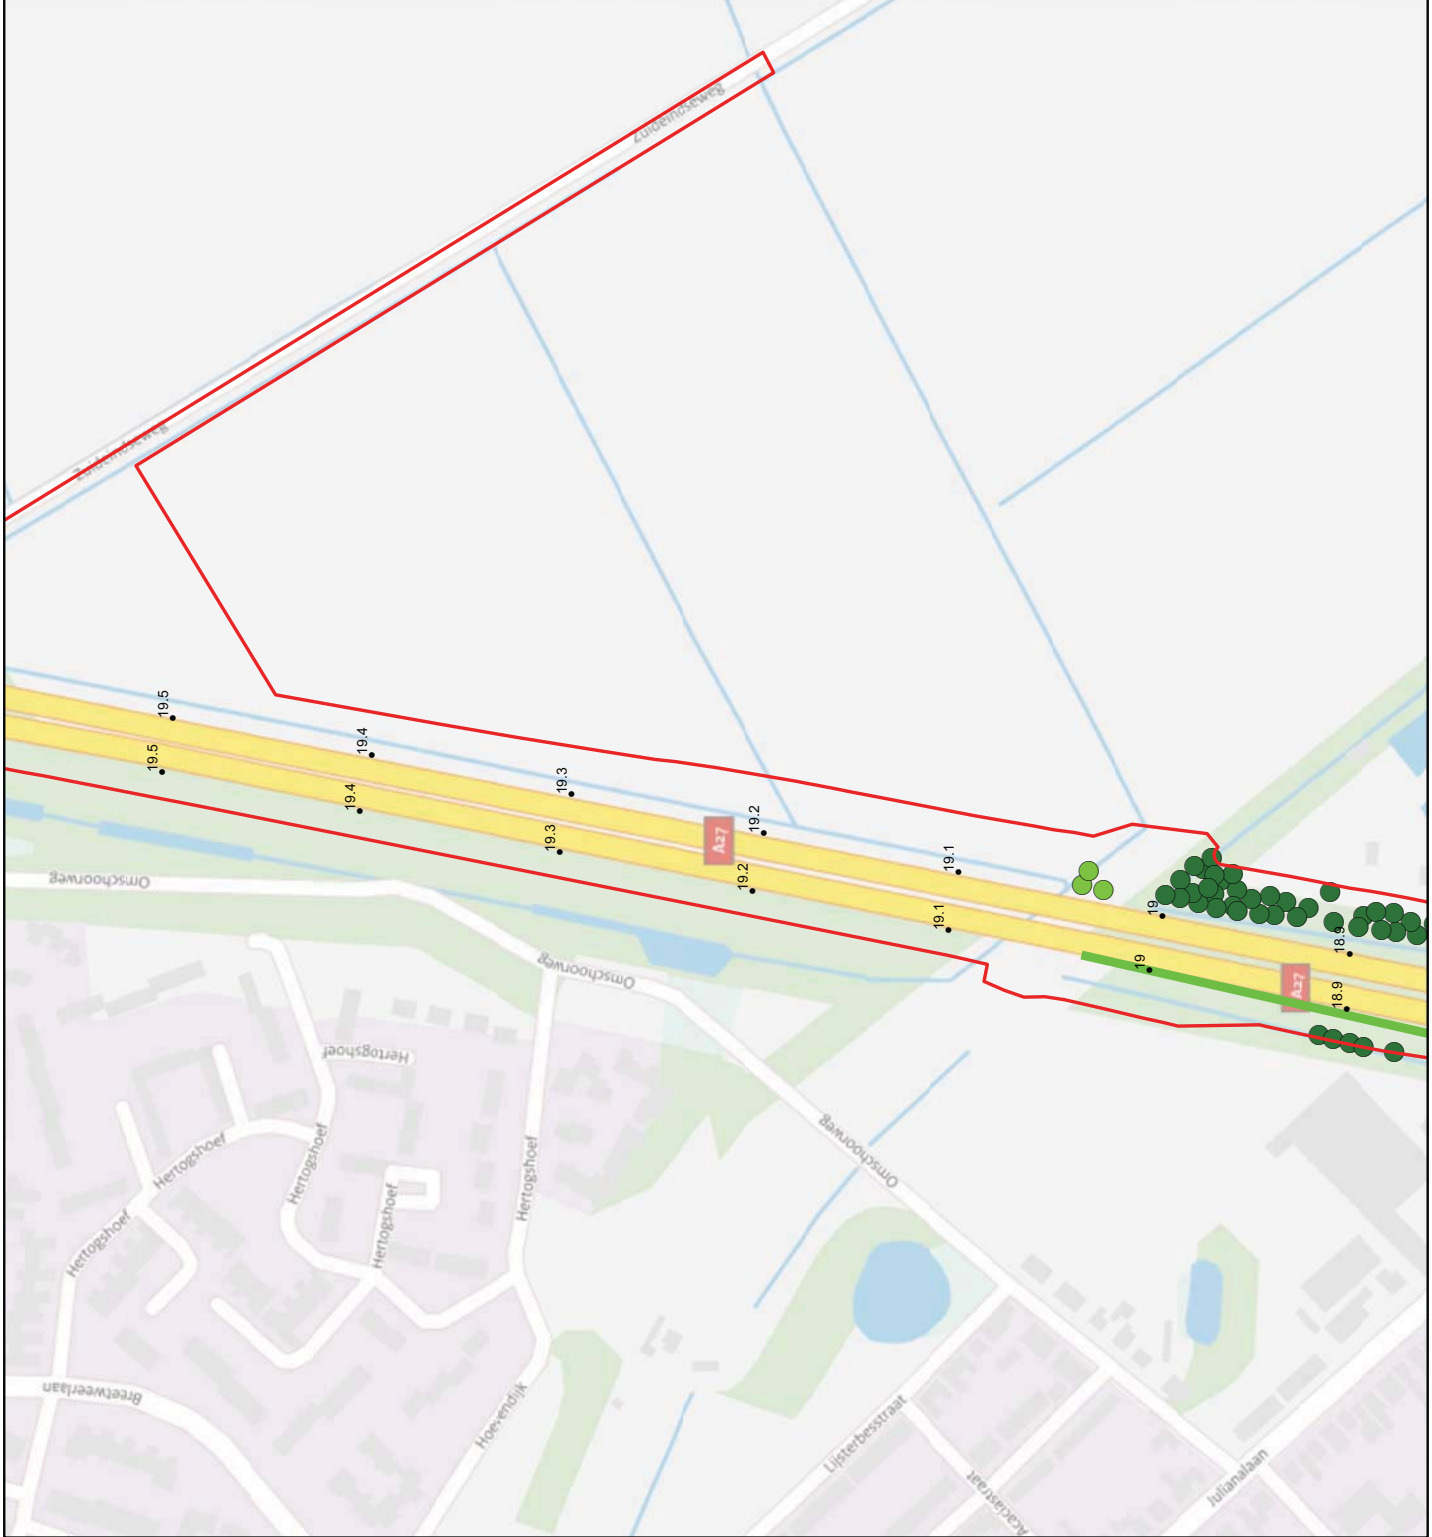 Zuideindseweg
Zuideindseweg
19.5
19.5
19.4
19.4
19.3
19.3
A27
19.2
19.2
19.1
19.1
19
19
18.9
18.9
A27
Omschoorweg
Omschoorweg
Omschoorweg
Hertogshoef
Hertogshoef
Hertogshoef
Hertogshoef
Hertogshoef
Hertogshoef
Breetweerlaan
Hoevendijk
Lijsterbesstraat
Acaciastraat
Julianalaan